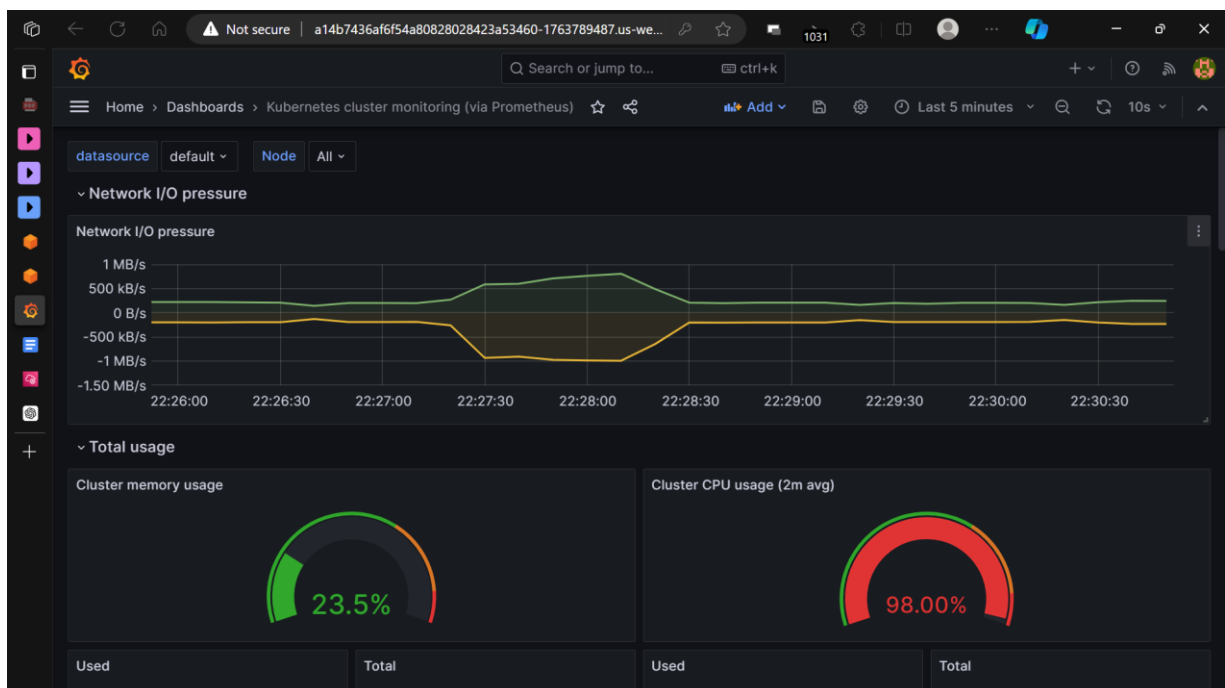 Not secure
a14b7436af6f54a80828028423a53460-1763789487.us-we...
1031
Search or jump to...
ctrl+k
Home › Dashboards › Kubernetes cluster monitoring (via Prometheus)
Add
Last 5 minutes
10s
datasource
default
Node
All
Network I/O pressure
Network I/O pressure
1 MB/s
500 kB/s
0 B/s
-500 kB/s
-1 MB/s
-1.50 MB/s
22:26:00 22:26:30 22:27:00 22:27:30 22:28:00 22:28:30 22:29:00 22:29:30 22:30:00 22:30:30
Total usage
Cluster memory usage
23.5%
Cluster CPU usage (2m avg)
98.00%
Used
Total
Used
Total